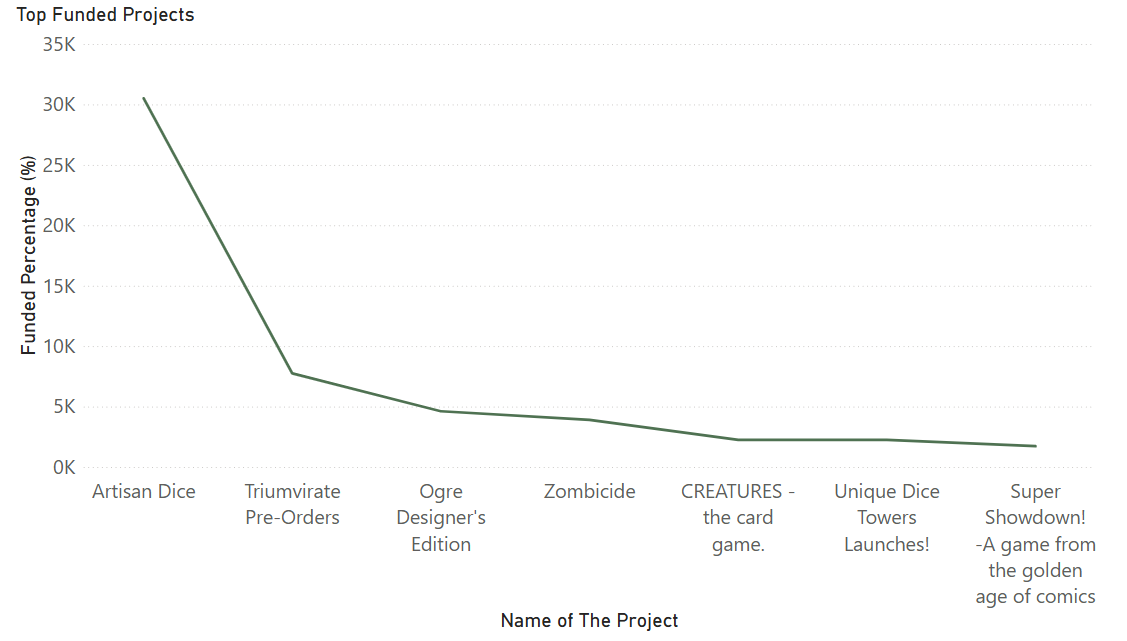 Top Funded Projects
35K
30K
25K
20K
15K
10K
5K
0K
Funded Percentage (%)
Artisan Dice
Triumvirate
Pre-Orders
Ogre
Designer's
Edition
Zombicide
CREATURES -
the card
game.
Unique Dice
Towers
Launches!
Super
Showdown!
-A game from
the golden
age of comics
Name of The Project